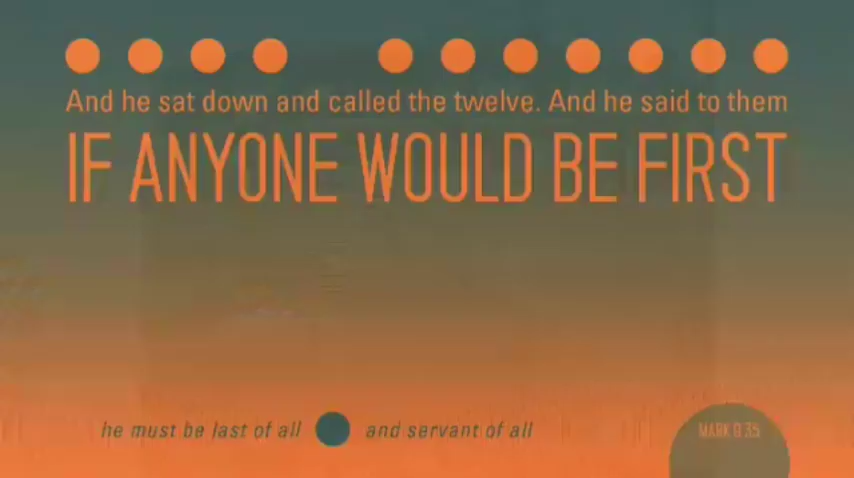 And he sat down and called the twelve. And he said to them
IF ANYONE WOULD BE FIRST
he must be last of all and servant of all
MARK 9 35